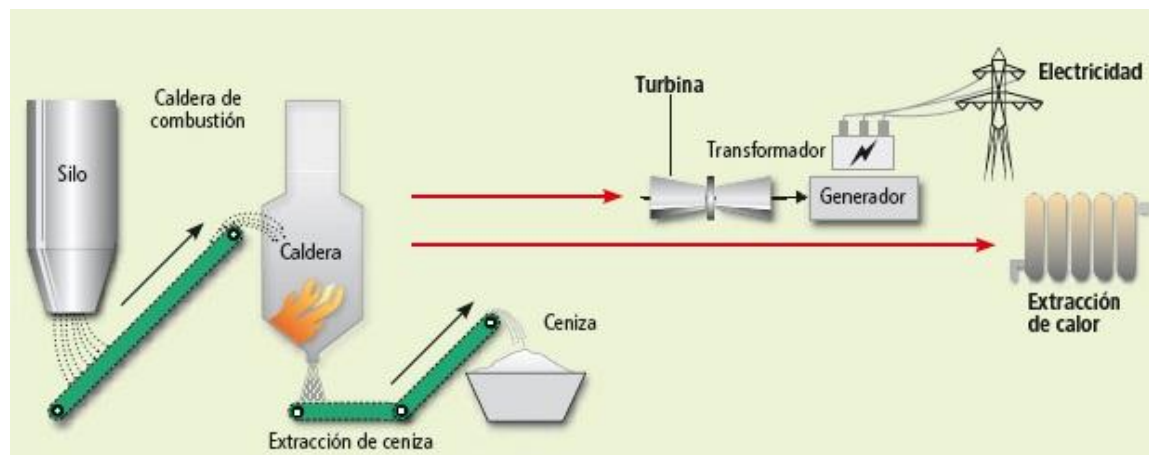 Caldera de
combustión
Silo
Caldera
Extracción de ceniza
Ceniza
Turbina
Transformador
Generador
Electricidad
Extracción
de calor